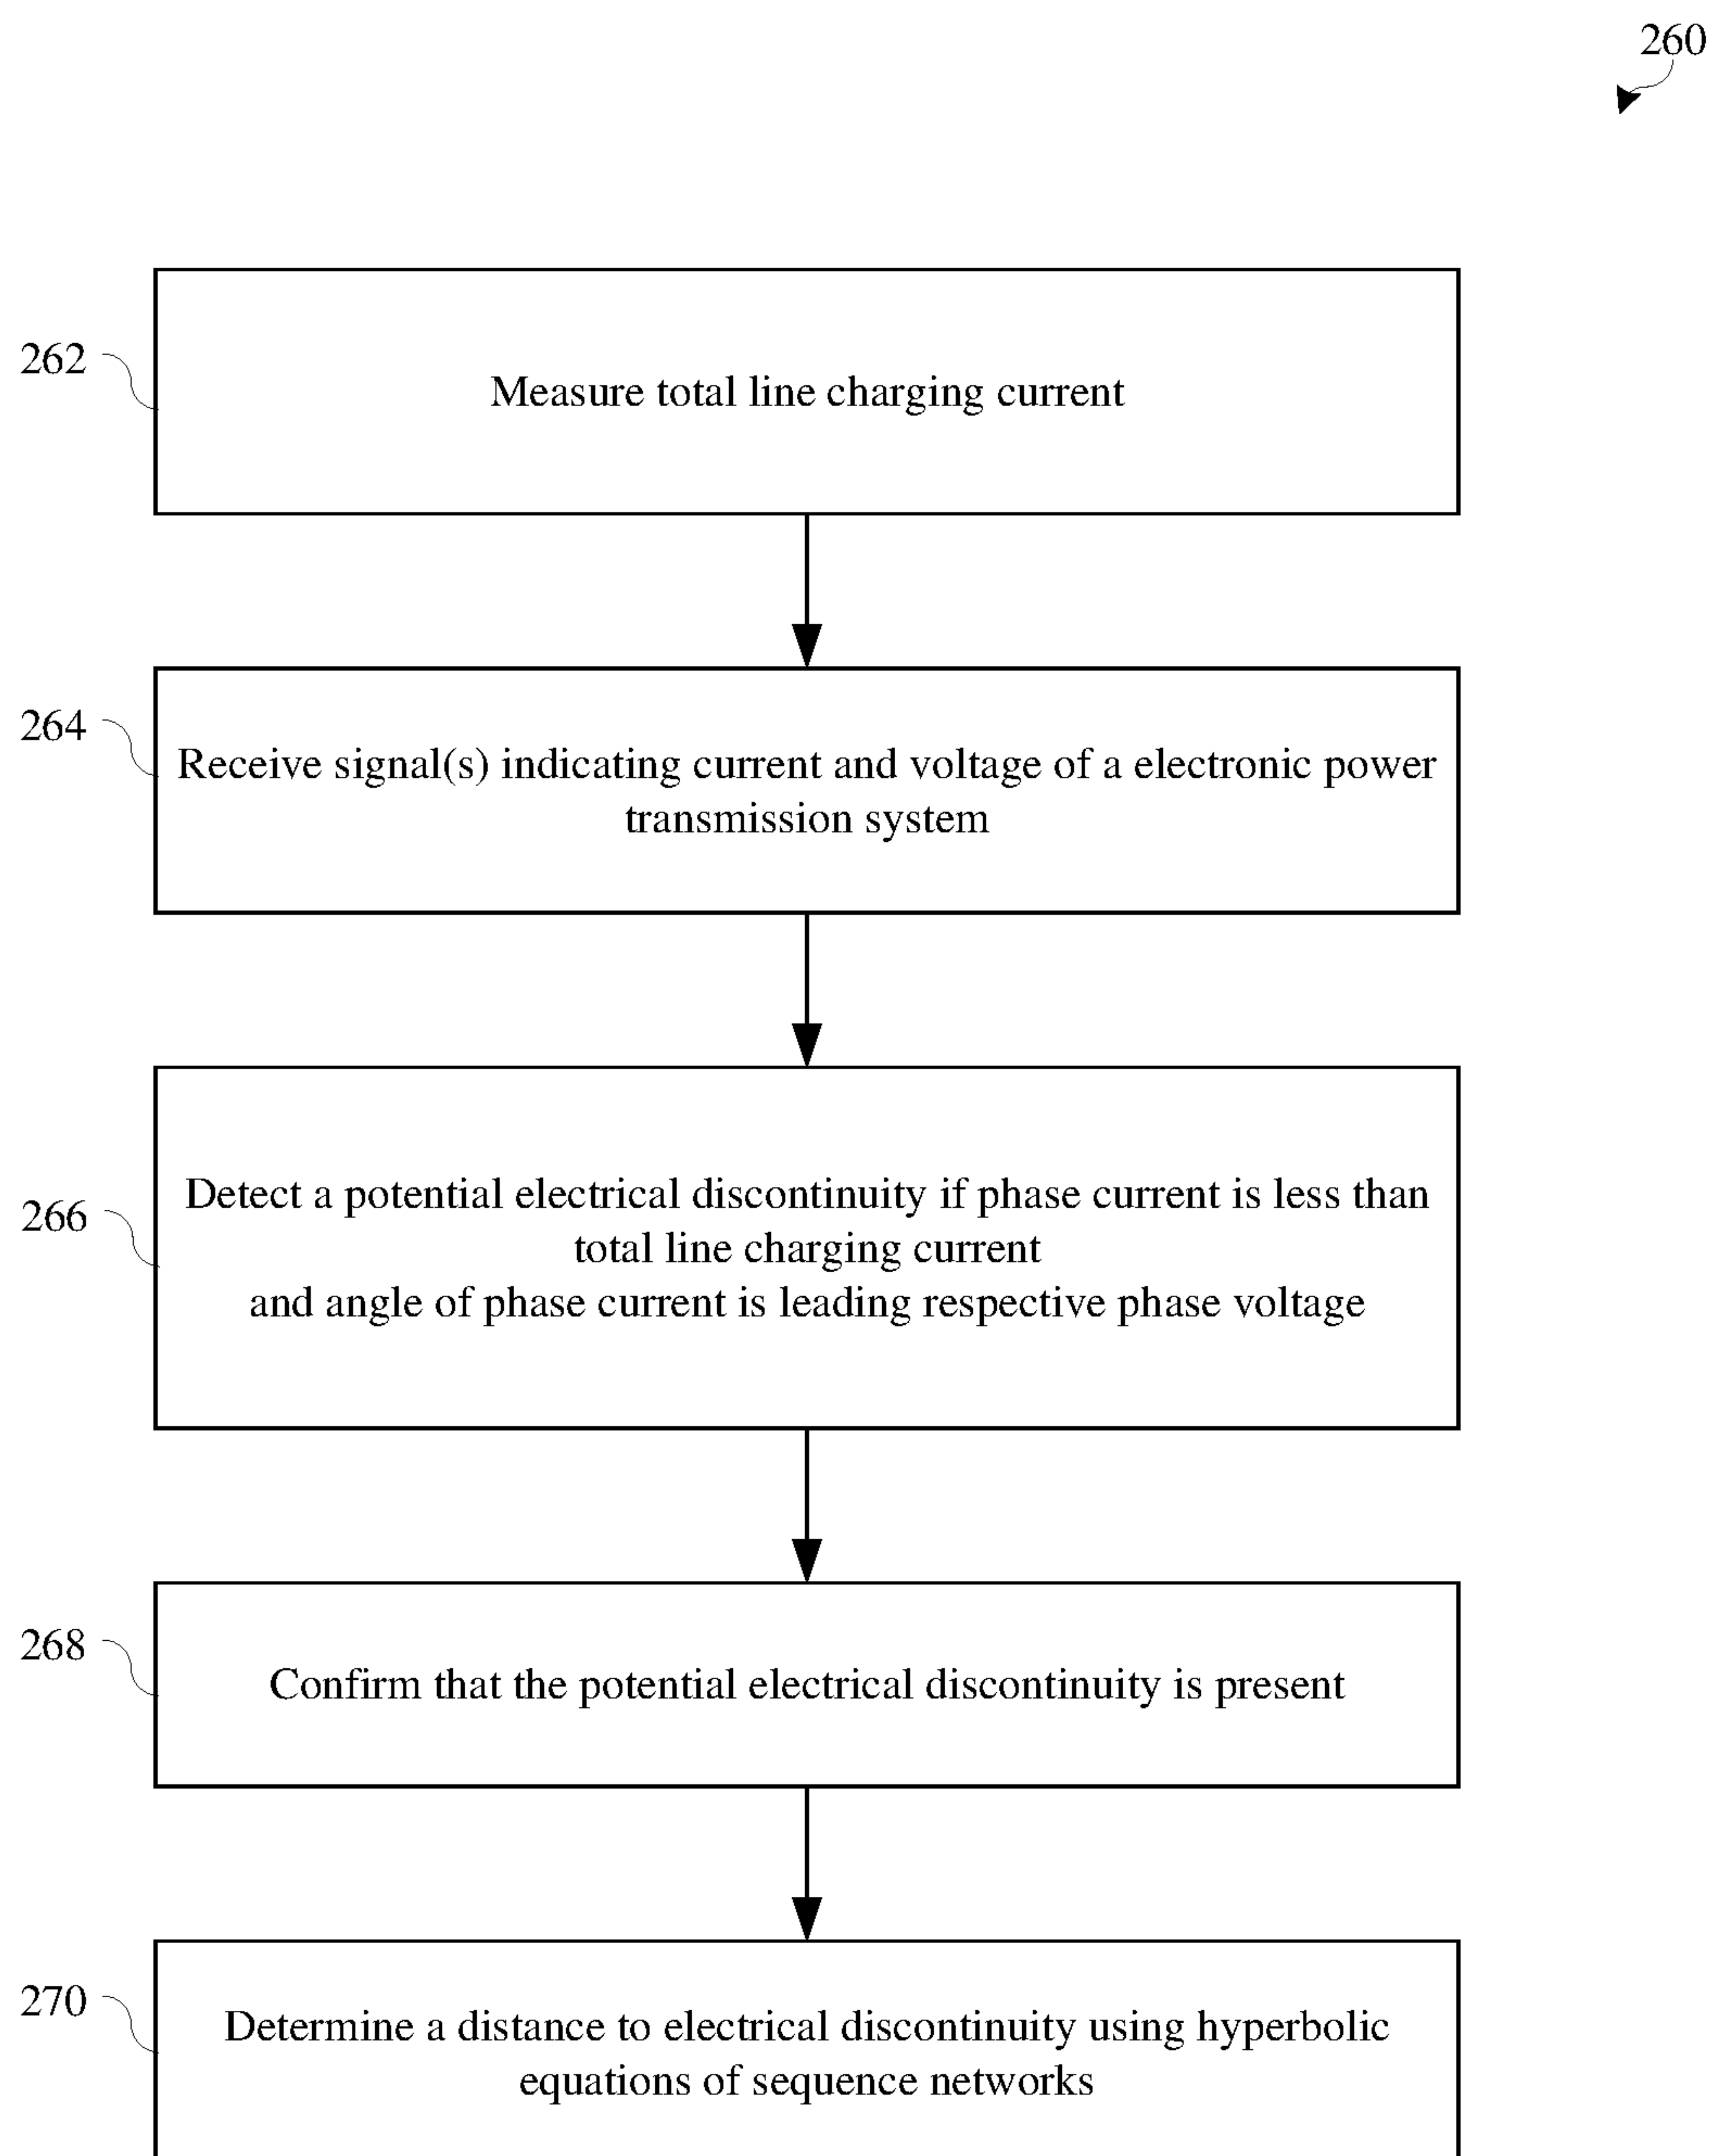 260
262
Measure total line charging current
264
Receive signal(s) indicating current and voltage of a electronic power
transmission system
266
Detect a potential electrical discontinuity if phase current is less than
total line charging current
and angle of phase current is leading respective phase voltage
268
Confirm that the potential electrical discontinuity is present
270
Determine a distance to electrical discontinuity using hyperbolic
equations of sequence networks